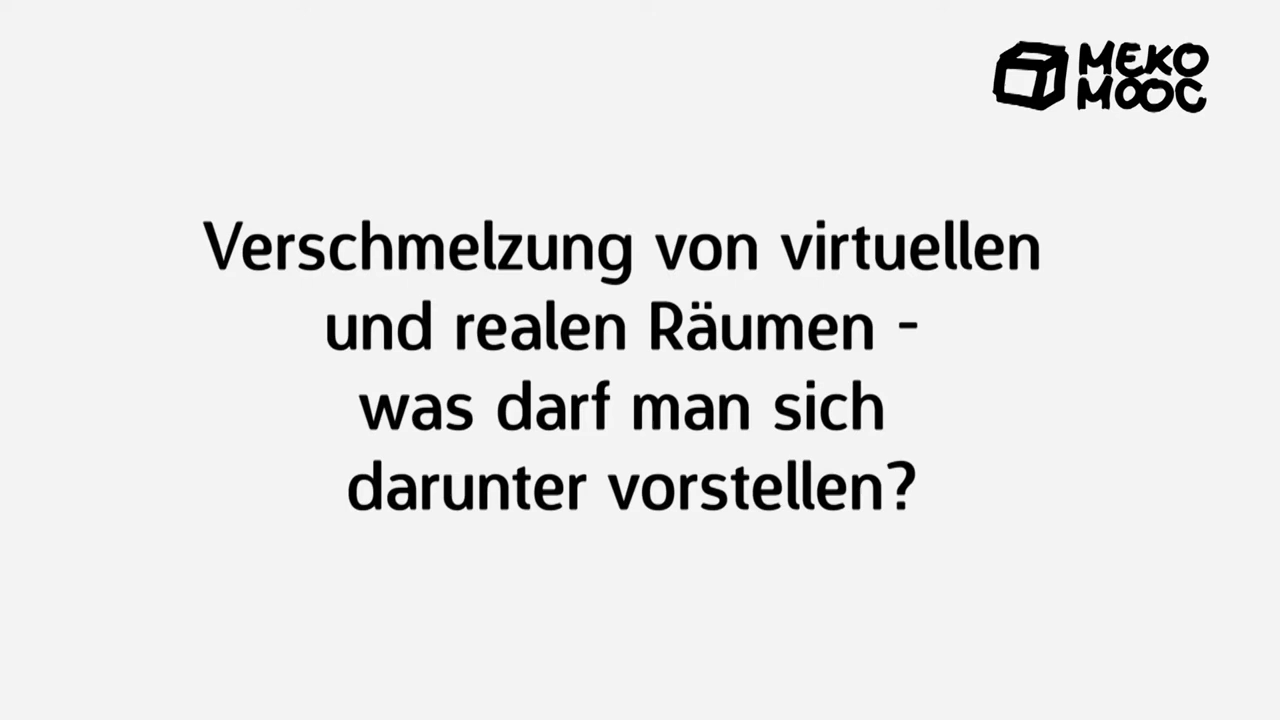 MEKO
MOOC
Verschmelzung von virtuellen
und realen Räumen -
was darf man sich
darunter vorstellen?